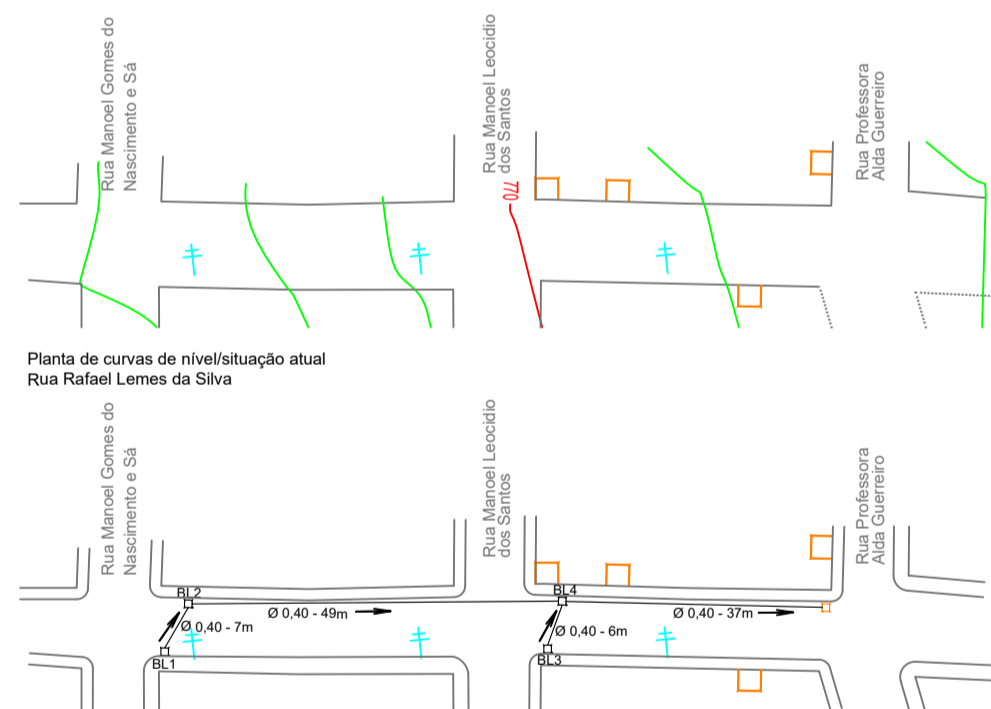 Rua Manoel Gomes do
Nascimento e Sá
Rua Manoel Leocidio
dos Santos
Rua Professora
Alda Guerreiro
770
Planta de curvas de nível/situação atual
Rua Rafael Lemes da Silva
Rua Manoel Gomes do
Nascimento e Sá
Rua Manoel Leocidio
dos Santos
Rua Professora
Alda Guerreiro
BL2
BL4
Ø 0,40 - 49m
Ø 0,40 - 37m
Ø 0,40 - 7m
Ø 0,40 - 6m
BL1
BL3